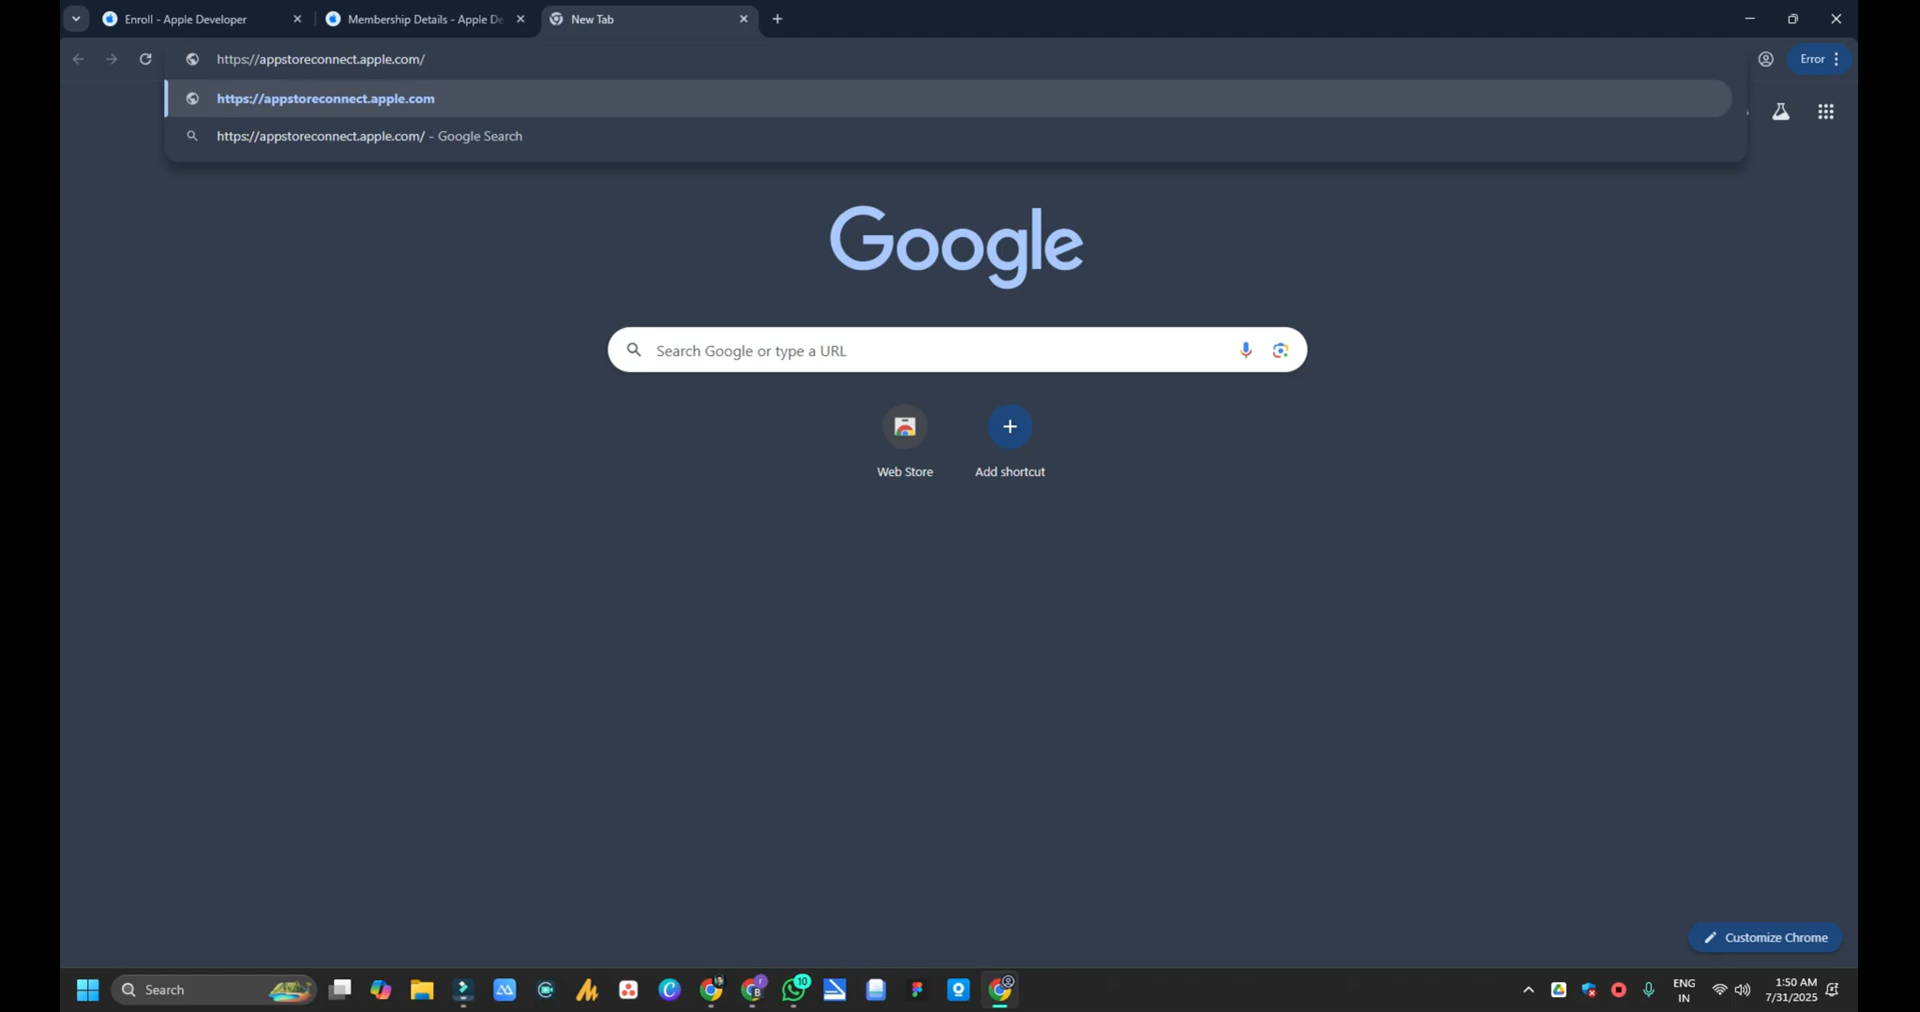 Enroll - Apple Developer
Membership Details - Apple De
New Tab
https://appstoreconnect.apple.com/
Error
https://appstoreconnect.apple.com
https://appstoreconnect.apple.com/ - Google Search
Google
Search Google or type a URL
Web Store
Add shortcut
Customize Chrome
Search
10
ENG
IN
1:50 AM
7/31/2025